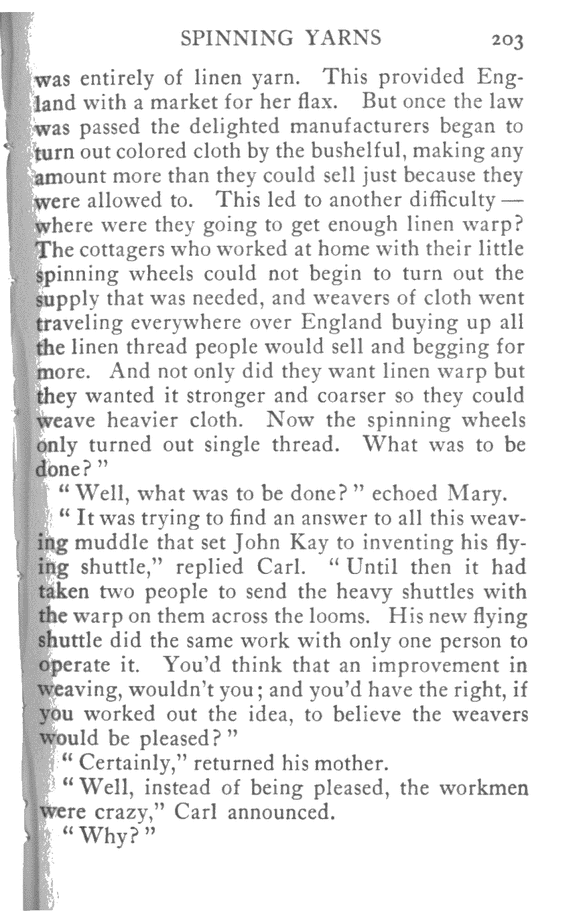 SPINNING YARNS 203
was entirely of linen yarn. This provided Eng-
land with a market for her flax. But once the law
was passed the delighted manufacturers began to
turn out colored cloth by the bushelful, making any
amount more than they could sell just because they
were allowed to. This led to another difficulty —
where were they going to get enough linen warp?
The cottagers who worked at home with their little
spinning wheels could not begin to turn out the
supply that was needed, and weavers of cloth went
traveling everywhere over England buying up all
the linen thread people would sell and begging for
more. And not only did they want linen warp but
they wanted it stronger and coarser so they could
weave heavier cloth. Now the spinning wheels
only turned out single thread. What was to be
done? ”
“ Well, what was to be done? ” echoed Mary.
“ It was trying to find an answer to all this weav-
ing muddle that set John Kay to inventing his fly-
ing shuttle,” replied Carl. “ Until then it had
taken two people to send the heavy shuttles with
the warp on them across the looms. His new flying
shuttle did the same work with only one person to
operate it. You’d think that an improvement in
weaving, wouldn’t you; and you’d have the right, if
you worked out the idea, to believe the weavers
would be pleased? ”
“ Certainly,” returned his mother.
“ Well, instead of being pleased, the workmen
were crazy,” Carl announced.
“ Why? ”